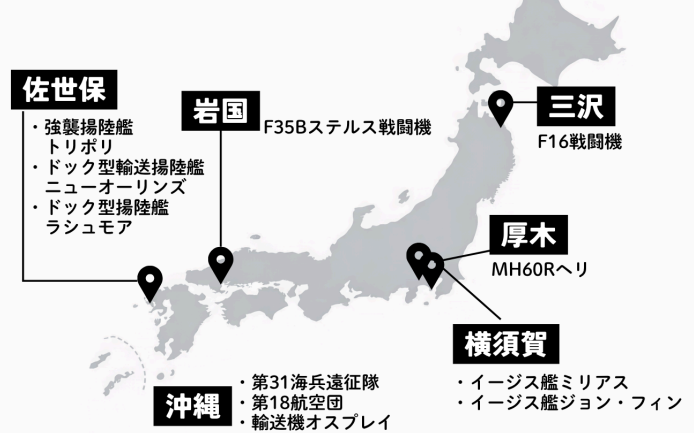 佐世保
・強襲揚陸艦
トリポリ
・ドック型輸送揚陸艦
ニューオーリンズ
・ドック型揚陸艦
ラシュモア
岩国
F35Bステルス戦闘機
三沢
F16戦闘機
厚木
MH60Rヘリ
横須賀
・イージス艦ミリアス
・イージス艦ジョン・フィン
沖縄
・第31海兵遠征隊
・第18航空団
・輸送機オスプレイ